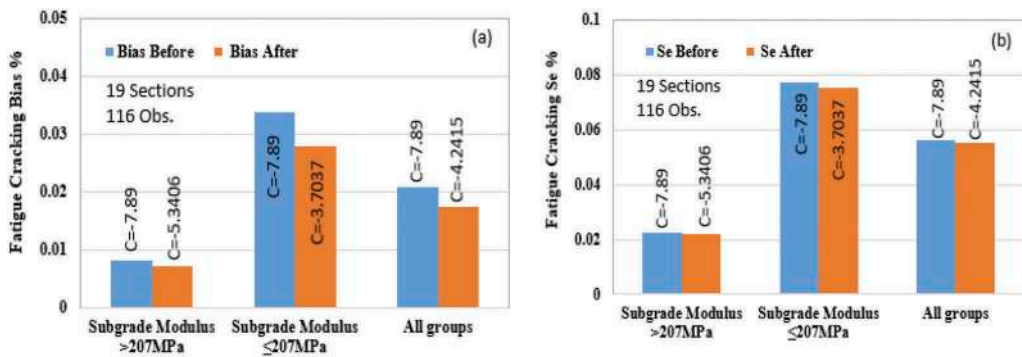 (a)
Fatigue Cracking Bias %
0.05
0.04
0.03
0.02
0.01
0
Bias Before Bias After
19 Sections
116 Obs.
C=-7.89
C=-5.3406
C=-7.89
C=-3.7037
C=-7.89
C=-4.2415
Subgrade Modulus
>207MPa
Subgrade Modulus
≤207MPa
All groups
(b)
Fatigue Cracking Se %
0.1
0.08
0.06
0.04
0.02
0
Se Before Se After
19 Sections
116 Obs.
C=-7.89
C=-5.3406
C=-7.89
C=-3.7037
C=-7.89
C=-4.2415
Subgrade Modulus
>207MPa
Subgrade Modulus
≤207MPa
All groups